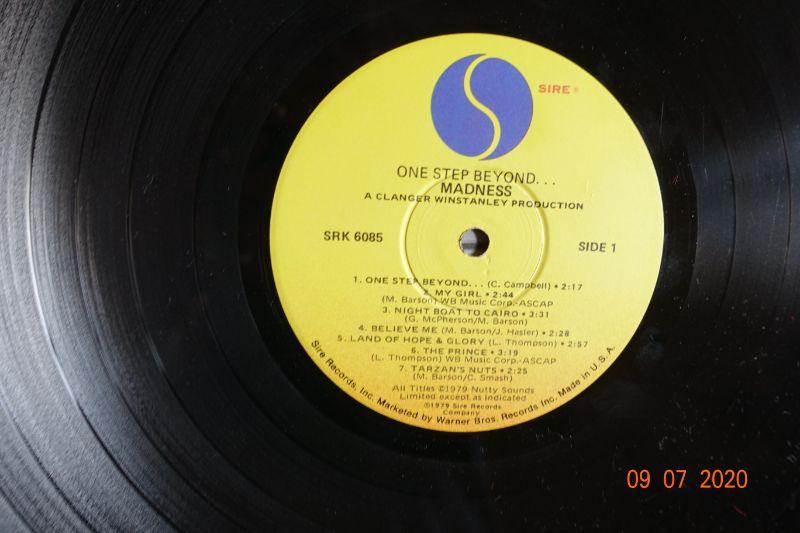 SIRE®
ONE STEP BEYOND...
MADNESS
A CLANGER WINSTANLEY PRODUCTION
SRK 6085
SIDE 1
1. ONE STEP BEYOND... (C. Campbell) • 2:17
2. MY GIRL • 2:44
(M. Barson) WB Music Corp.-ASCAP
3. NIGHT BOAT TO CAIRO • 3:31
(G. McPherson/M. Barson)
4. BELIEVE ME (M. Barson/J. Hasler) • 2:28
5. LAND OF HOPE & GLORY (L. Thompson) • 2:57
6. THE PRINCE • 3:19
(L. Thompson) WB Music Corp.-ASCAP
7. TARZAN'S NUTS • 2:25
(M. Barson/C. Smash)
All Titles ©1979 Nutty Sounds
Limited except as indicated
℗1979 Sire Records
Company
Sire Records, Inc. Marketed by Warner Bros. Records Inc. Made in U.S.A.
09 07 2020